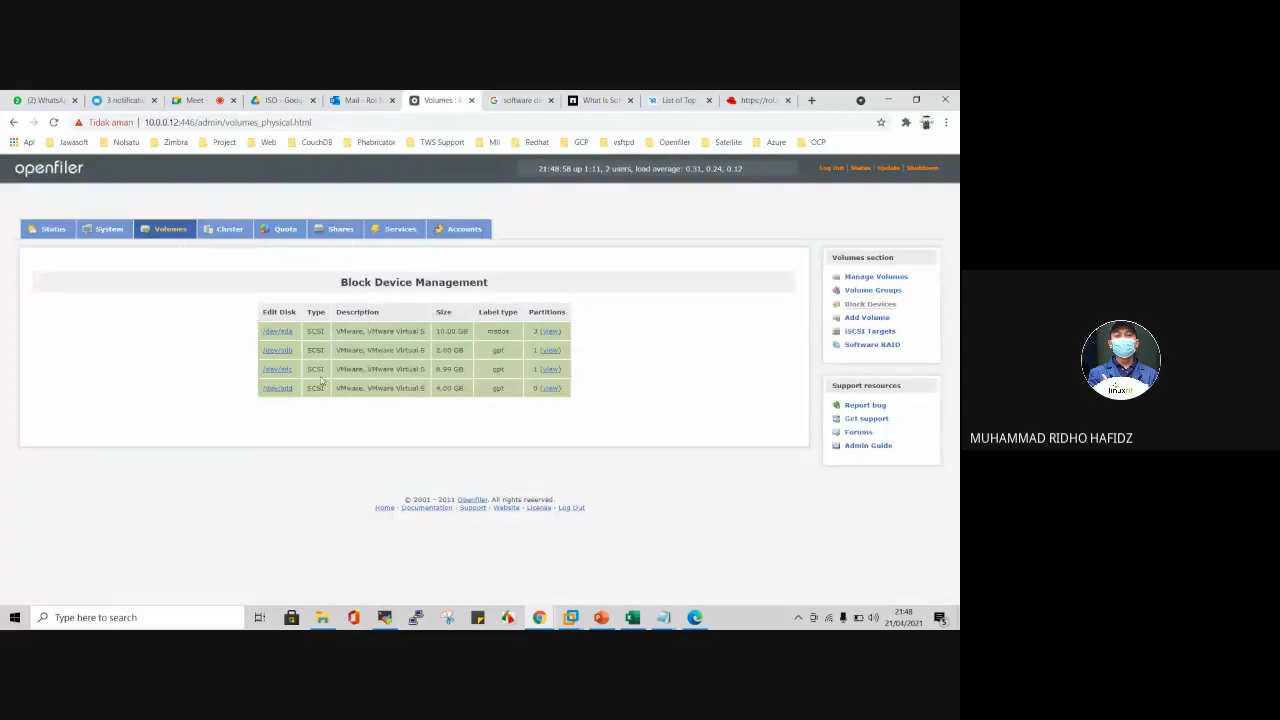 (2) WhatsA
3 notificatio
Meet -
ISO - Goog
Mail - Roi S
Volumes : 
software de
What Is Sof
List of Top
https://rol.
Tidak aman
10.0.0.12:446/admin/volumes_physical.html
Apl
Jawasoft
Nolsatu
Zimbra
Project
Web
CouchDB
Phabricator
TWS Support
MII
Redhat
GCP
vsftpd
Openfiler
Satellite
Azure
OCP
openfiler
21:48:58 up 1:11, 2 users, load average: 0.31, 0.24, 0.12
Log Out | Status | Update | Shutdown
Status
System
Volumes
Cluster
Quota
Shares
Services
Accounts
Block Device Management
Edit Disk Type Description Size Label type Partitions
/dev/sda SCSI VMware, VMware Virtual S 10.00 GB msdos 3 (view)
/dev/sdb SCSI VMware, VMware Virtual S 2.00 GB gpt 1 (view)
/dev/sdc SCSI VMware, VMware Virtual S 6.99 GB gpt 1 (view)
/dev/sdd SCSI VMware, VMware Virtual S 4.00 GB gpt 0 (view)
Volumes section
Manage Volumes
Volume Groups
Block Devices
Add Volume
iSCSI Targets
Software RAID
Support resources
Report bug
Get support
Forums
Admin Guide
© 2001 - 2011 Openfiler. All rights reserved.
Home - Documentation - Support - Website - License - Log Out
Type here to search
21:48
21/04/2021
linuxnf
MUHAMMAD RIDHO HAFIDZ